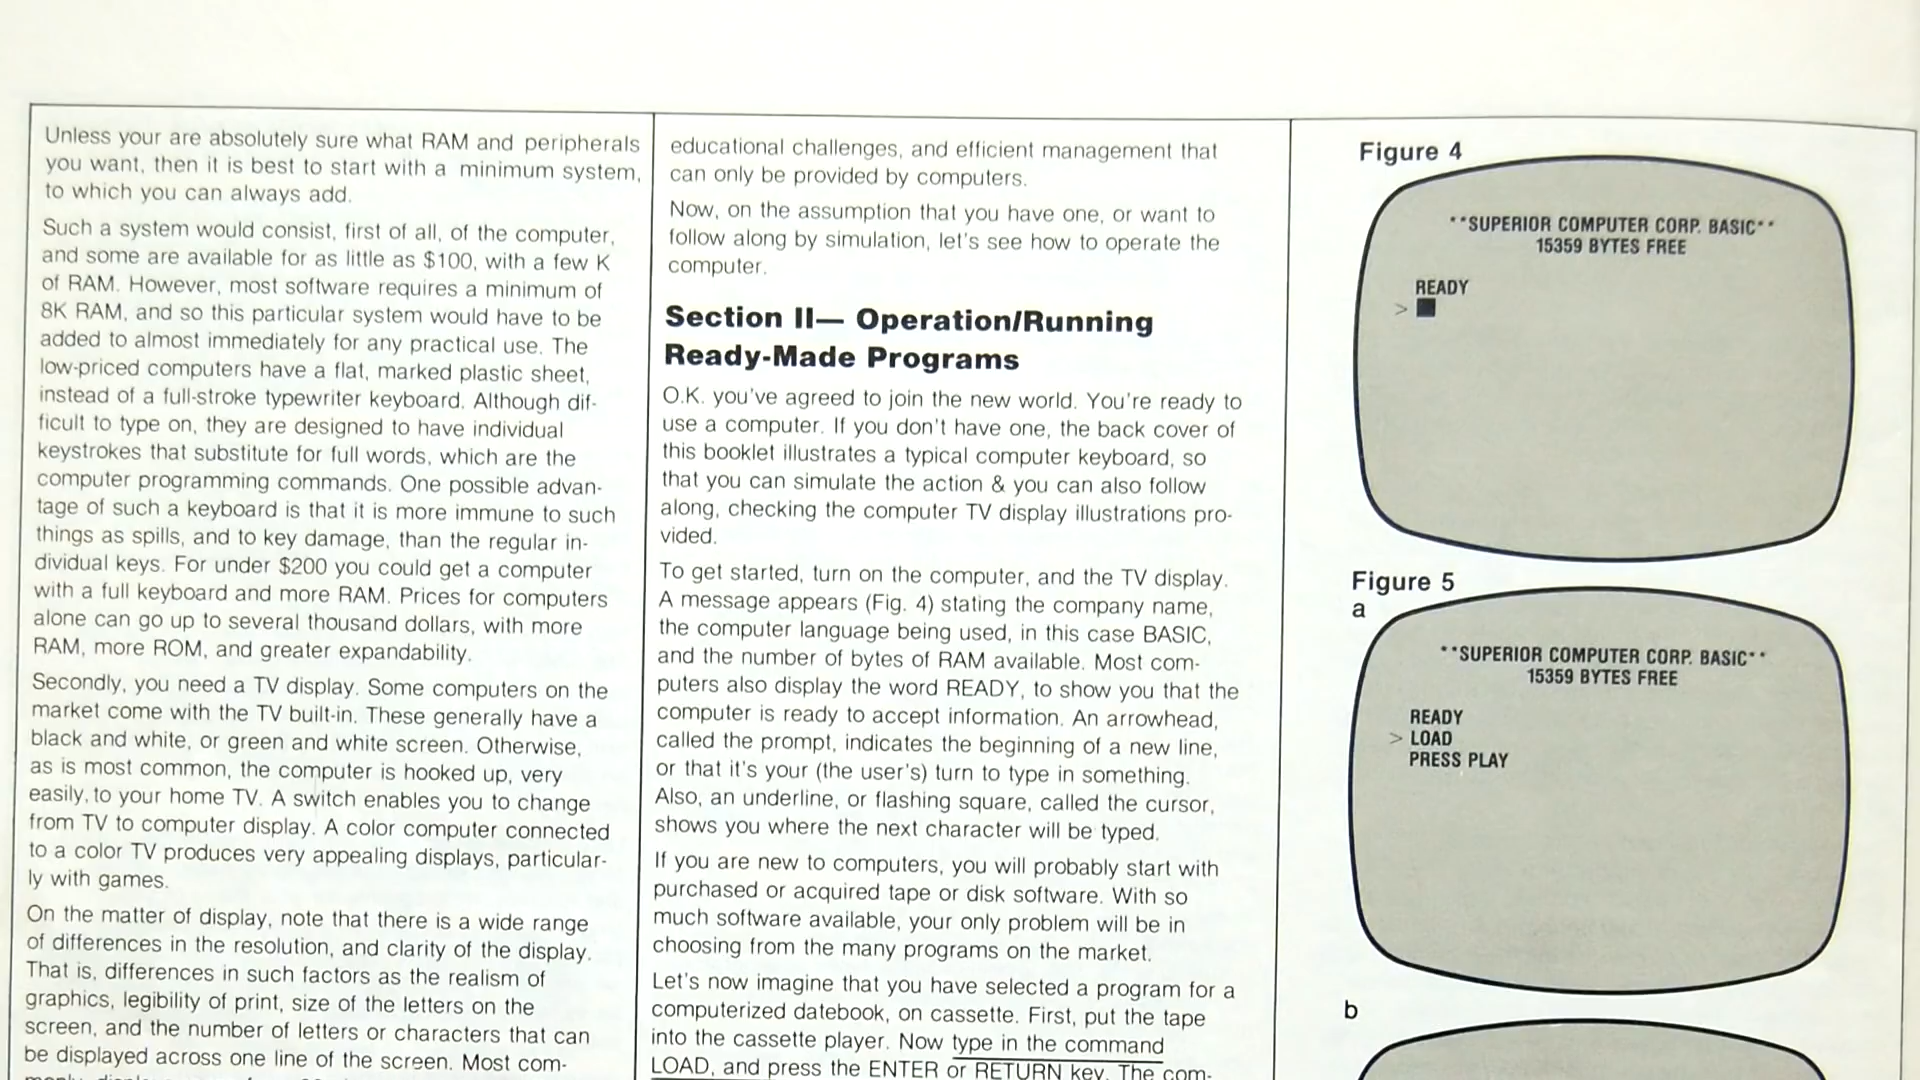 Unless your are absolutely sure what RAM and peripherals
you want, then it is best to start with a minimum system,
to which you can always add.
Such a system would consist, first of all, of the computer,
and some are available for as little as $100, with a few K
of RAM. However, most software requires a minimum of
8K RAM, and so this particular system would have to be
added to almost immediately for any practical use. The
low-priced computers have a flat, marked plastic sheet,
instead of a full-stroke typewriter keyboard. Although dif-
ficult to type on, they are designed to have individual
keystrokes that substitute for full words, which are the
computer programming commands. One possible advan-
tage of such a keyboard is that it is more immune to such
things as spills, and to key damage, than the regular in-
dividual keys. For under $200 you could get a computer
with a full keyboard and more RAM. Prices for computers
alone can go up to several thousand dollars, with more
RAM, more ROM, and greater expandability.
Secondly, you need a TV display. Some computers on the
market come with the TV built-in. These generally have a
black and white, or green and white screen. Otherwise,
as is most common, the computer is hooked up, very
easily, to your home TV. A switch enables you to change
from TV to computer display. A color computer connected
to a color TV produces very appealing displays, particular-
ly with games.
On the matter of display, note that there is a wide range
of differences in the resolution, and clarity of the display.
That is, differences in such factors as the realism of
graphics, legibility of print, size of the letters on the
screen, and the number of letters or characters that can
be displayed across one line of the screen. Most com-
educational challenges, and efficient management that
can only be provided by computers.
Now, on the assumption that you have one, or want to
follow along by simulation, let's see how to operate the
computer.
Section II— Operation/Running
Ready-Made Programs
O.K. you've agreed to join the new world. You're ready to
use a computer. If you don't have one, the back cover of
this booklet illustrates a typical computer keyboard, so
that you can simulate the action & you can also follow
along, checking the computer TV display illustrations pro-
vided.
To get started, turn on the computer, and the TV display.
A message appears (Fig. 4) stating the company name,
the computer language being used, in this case BASIC,
and the number of bytes of RAM available. Most com-
puters also display the word READY, to show you that the
computer is ready to accept information. An arrowhead,
called the prompt, indicates the beginning of a new line,
or that it's your (the user's) turn to type in something.
Also, an underline, or flashing square, called the cursor,
shows you where the next character will be typed.
If you are new to computers, you will probably start with
purchased or acquired tape or disk software. With so
much software available, your only problem will be in
choosing from the many programs on the market.
Let's now imagine that you have selected a program for a
computerized datebook, on cassette. First, put the tape
into the cassette player. Now type in the command
LOAD, and press the ENTER or RETURN key. The com-
Figure 4
**SUPERIOR COMPUTER CORP. BASIC**
15359 BYTES FREE
READY
>
Figure 5
a
**SUPERIOR COMPUTER CORP. BASIC**
15359 BYTES FREE
READY
> LOAD
PRESS PLAY
b